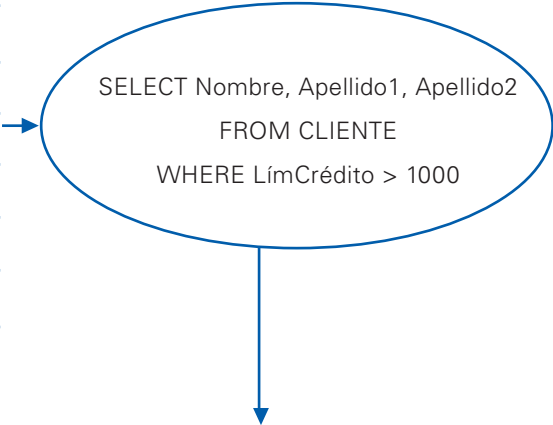 SELECT Nombre, Apellido1, Apellido2
FROM CLIENTE
WHERE LímCrédito > 1000